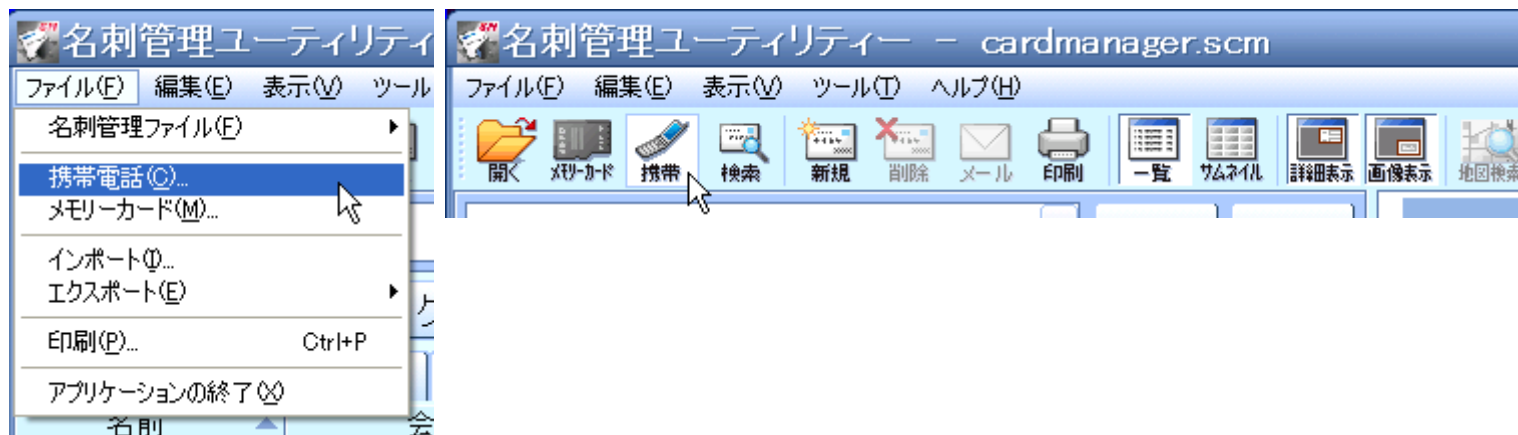 名刺管理ユーティリティ
ファイル(F) 編集(E) 表示(V) ツール
名刺管理ファイル(F)
携帯電話(C)...
メモリーカード(M)...
インポート(I)...
エクスポート(E)
印刷(P)... Ctrl+P
アプリケーションの終了(X)
名前 会
名刺管理ユーティリティー - cardmanager.scm
ファイル(F) 編集(E) 表示(V) ツール(T) ヘルプ(H)
開く メモリーカード 携帯 検索 新規 削除 メール 印刷 一覧 サムネイル 詳細表示 画像表示 地図検索